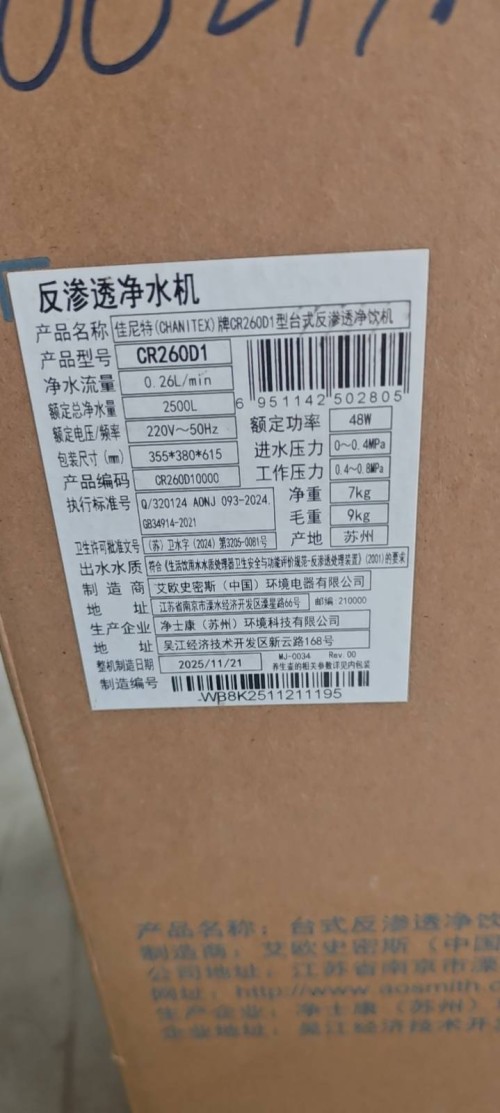 反渗透净水机
产品名称 佳尼特(CHANITEX)牌CR260D1型台式反渗透净饮机
产品型号 CR260D1
净水流量 0.26L/min
额定总净水量 2500L
6 951142 502805
额定电压/频率 220V～50Hz
额定功率 48W
包装尺寸(mm) 355*380*615
进水压力 0～0.4MPa
产品编码 CR260D10000
工作压力 0.4~0.8MPa
执行标准号 Q/320124 AONJ 093-2024
GB34914-2021
净重 7kg
毛重 9kg
卫生许可批准文号 (苏)卫水字(2024)第3205-0081号
产地 苏州
出水水质 符合《生活饮用水水质处理器卫生安全与功能评价规范-反渗透处理装置》(2001)的要求
制造商 艾欧史密斯（中国）环境电器有限公司
地址 江苏省南京市溧水经济开发区溧星路66号 邮编 210000
生产企业 净士康（苏州）环境科技有限公司
地址 吴江经济技术开发区新云路168号
整机制造日期 2025/11/21
MJ-0034 Rev.00
养生壶的相关参数详见内包装
制造编号
WB8K2511211195
产品名称：台式反渗透净饮
制造商：艾欧史密斯（中国
公司地址：江苏省南京市溧
网址：http://www.aosmith.c
生产企业：净士康（苏州）
企业地址：吴江经济技术开